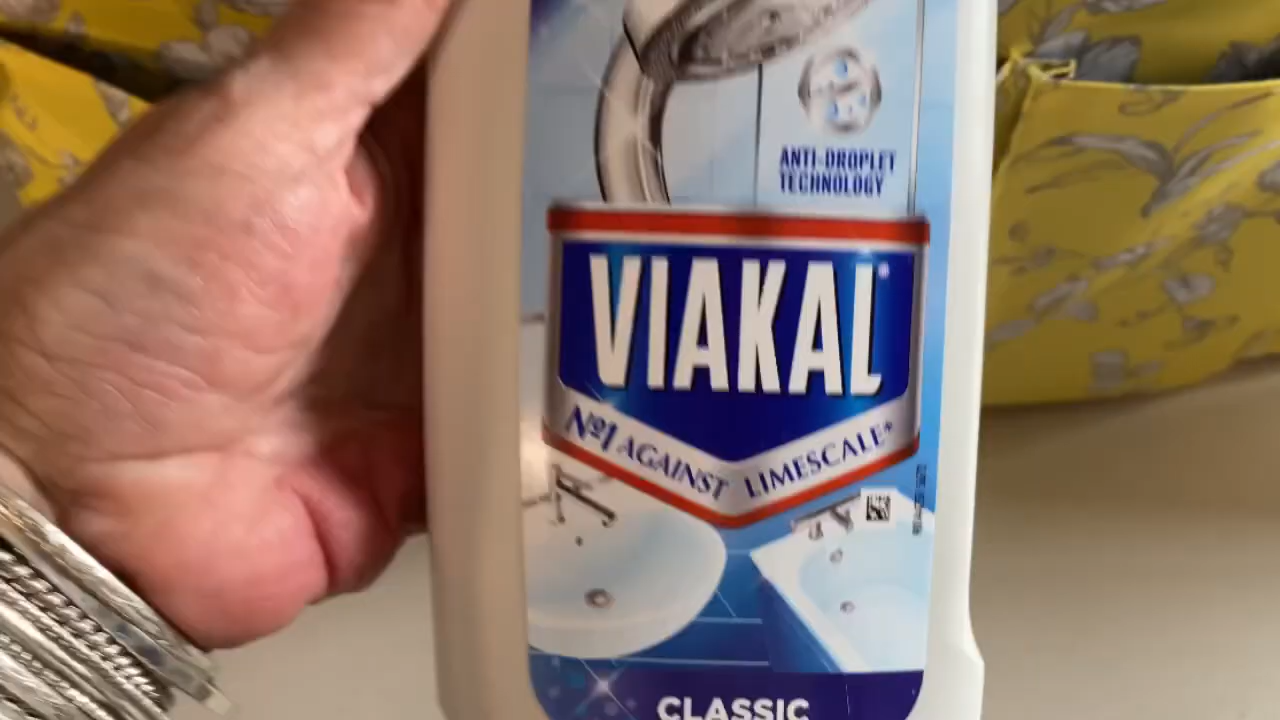 ANTI-DROPLET
TECHNOLOGY
VIAKAL
Nº1 AGAINST LIMESCALE*
CLASSIC